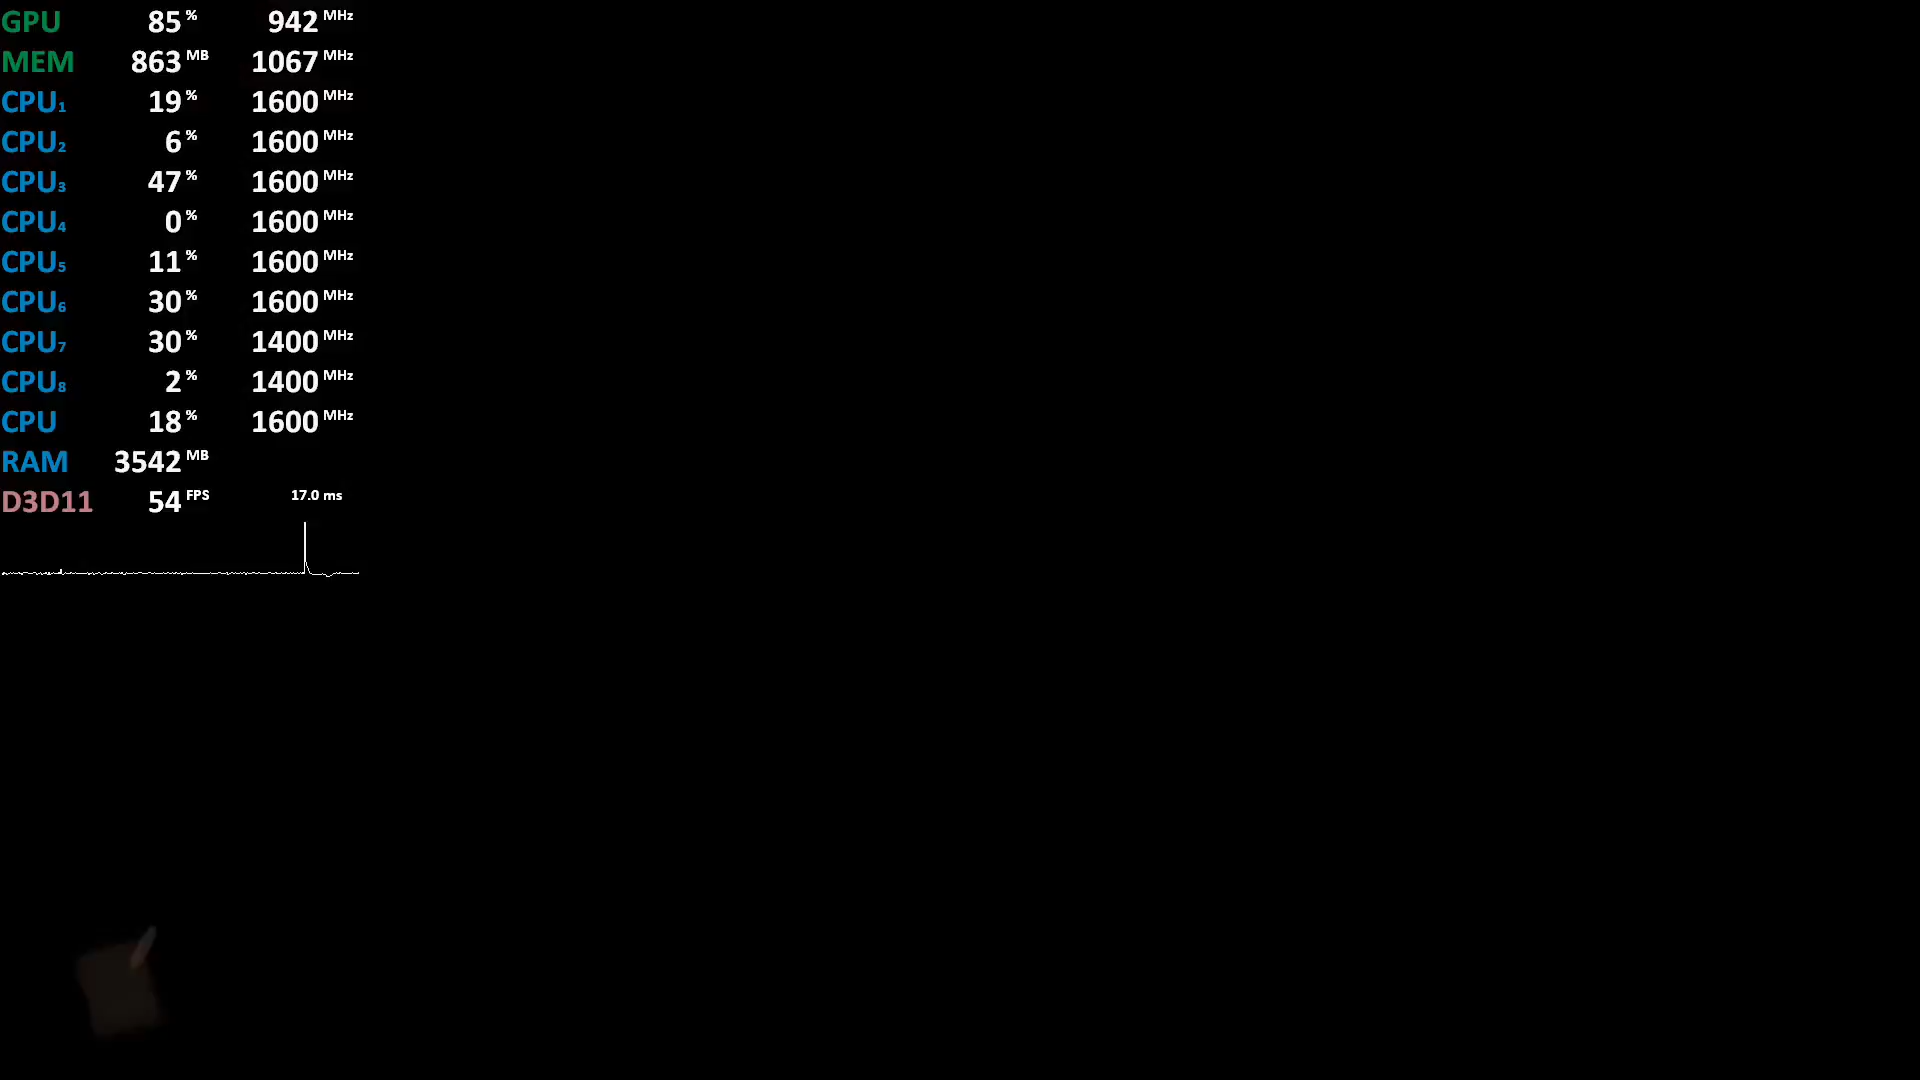 GPU 85 % 942 MHz
MEM 863 MB 1067 MHz
CPU1 19 % 1600 MHz
CPU2 6 % 1600 MHz
CPU3 47 % 1600 MHz
CPU4 0 % 1600 MHz
CPU5 11 % 1600 MHz
CPU6 30 % 1600 MHz
CPU7 30 % 1400 MHz
CPU8 2 % 1400 MHz
CPU 18 % 1600 MHz
RAM 3542 MB
D3D11 54 FPS 17.0 ms